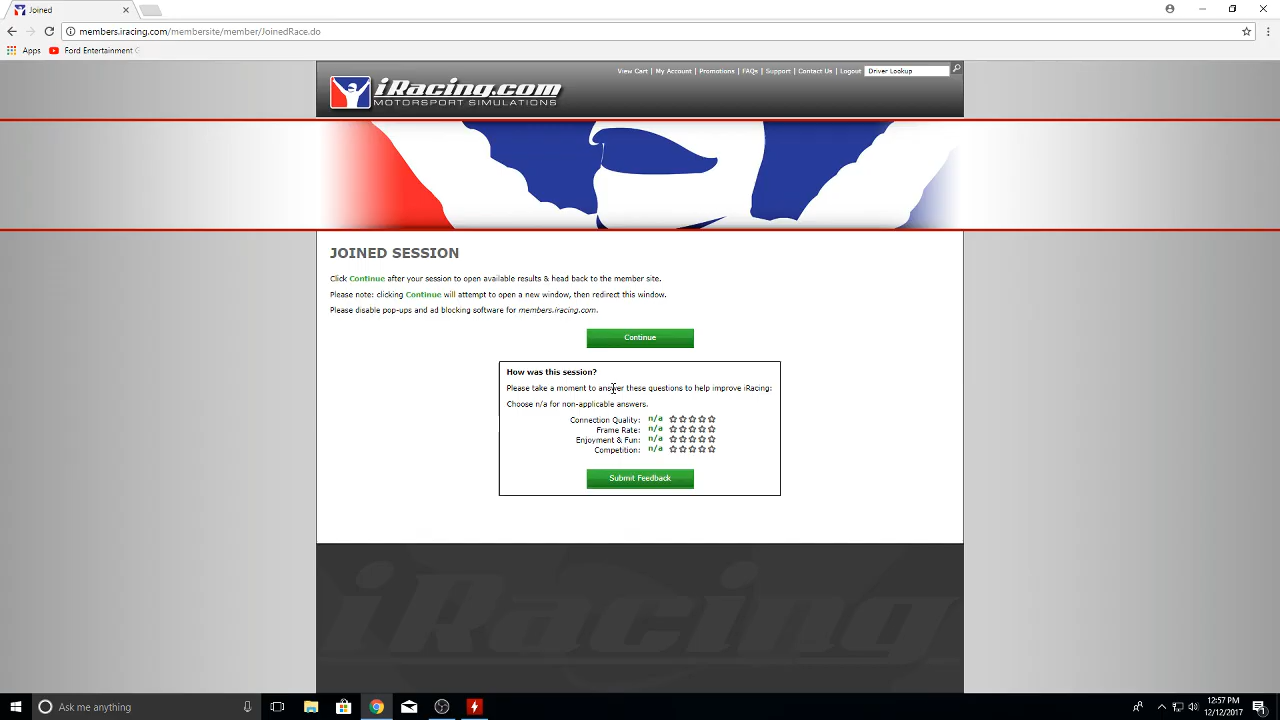 Joined
members.iracing.com/membersite/member/JoinedRace.do
Apps Ford Entertainment C
View Cart | My Account | Promotions | FAQs | Support | Contact Us | Logout Driver Lookup
iRacing.com
MOTORSPORT SIMULATIONS
JOINED SESSION
Click Continue after your session to open available results & head back to the member site.
Please note: clicking Continue will attempt to open a new window, then redirect this window.
Please disable pop-ups and ad blocking software for members.iracing.com.
Continue
How was this session?
Please take a moment to answer these questions to help improve iRacing:
Choose n/a for non-applicable answers.
Connection Quality: n/a
Frame Rate: n/a
Enjoyment & Fun: n/a
Competition: n/a
Submit Feedback
iRacing
Ask me anything
12:57 PM
12/12/2017